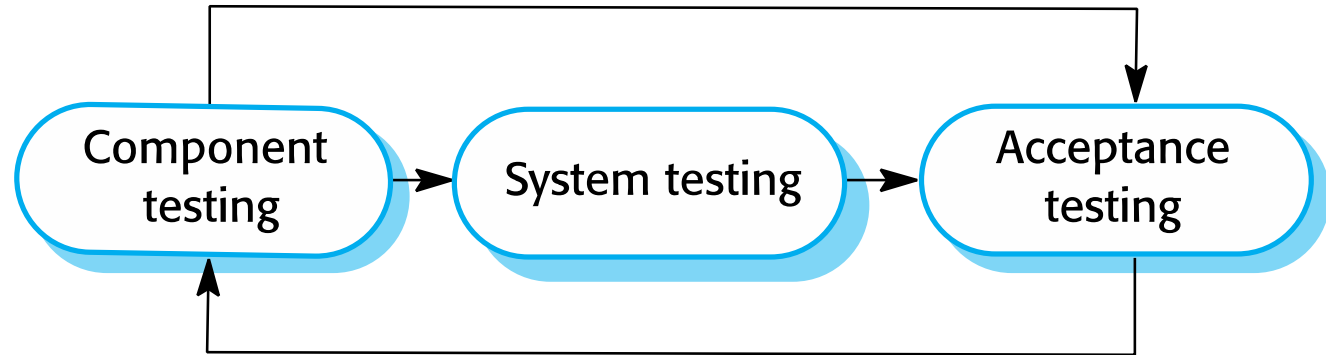 Component
testing
System testing
Acceptance
testing